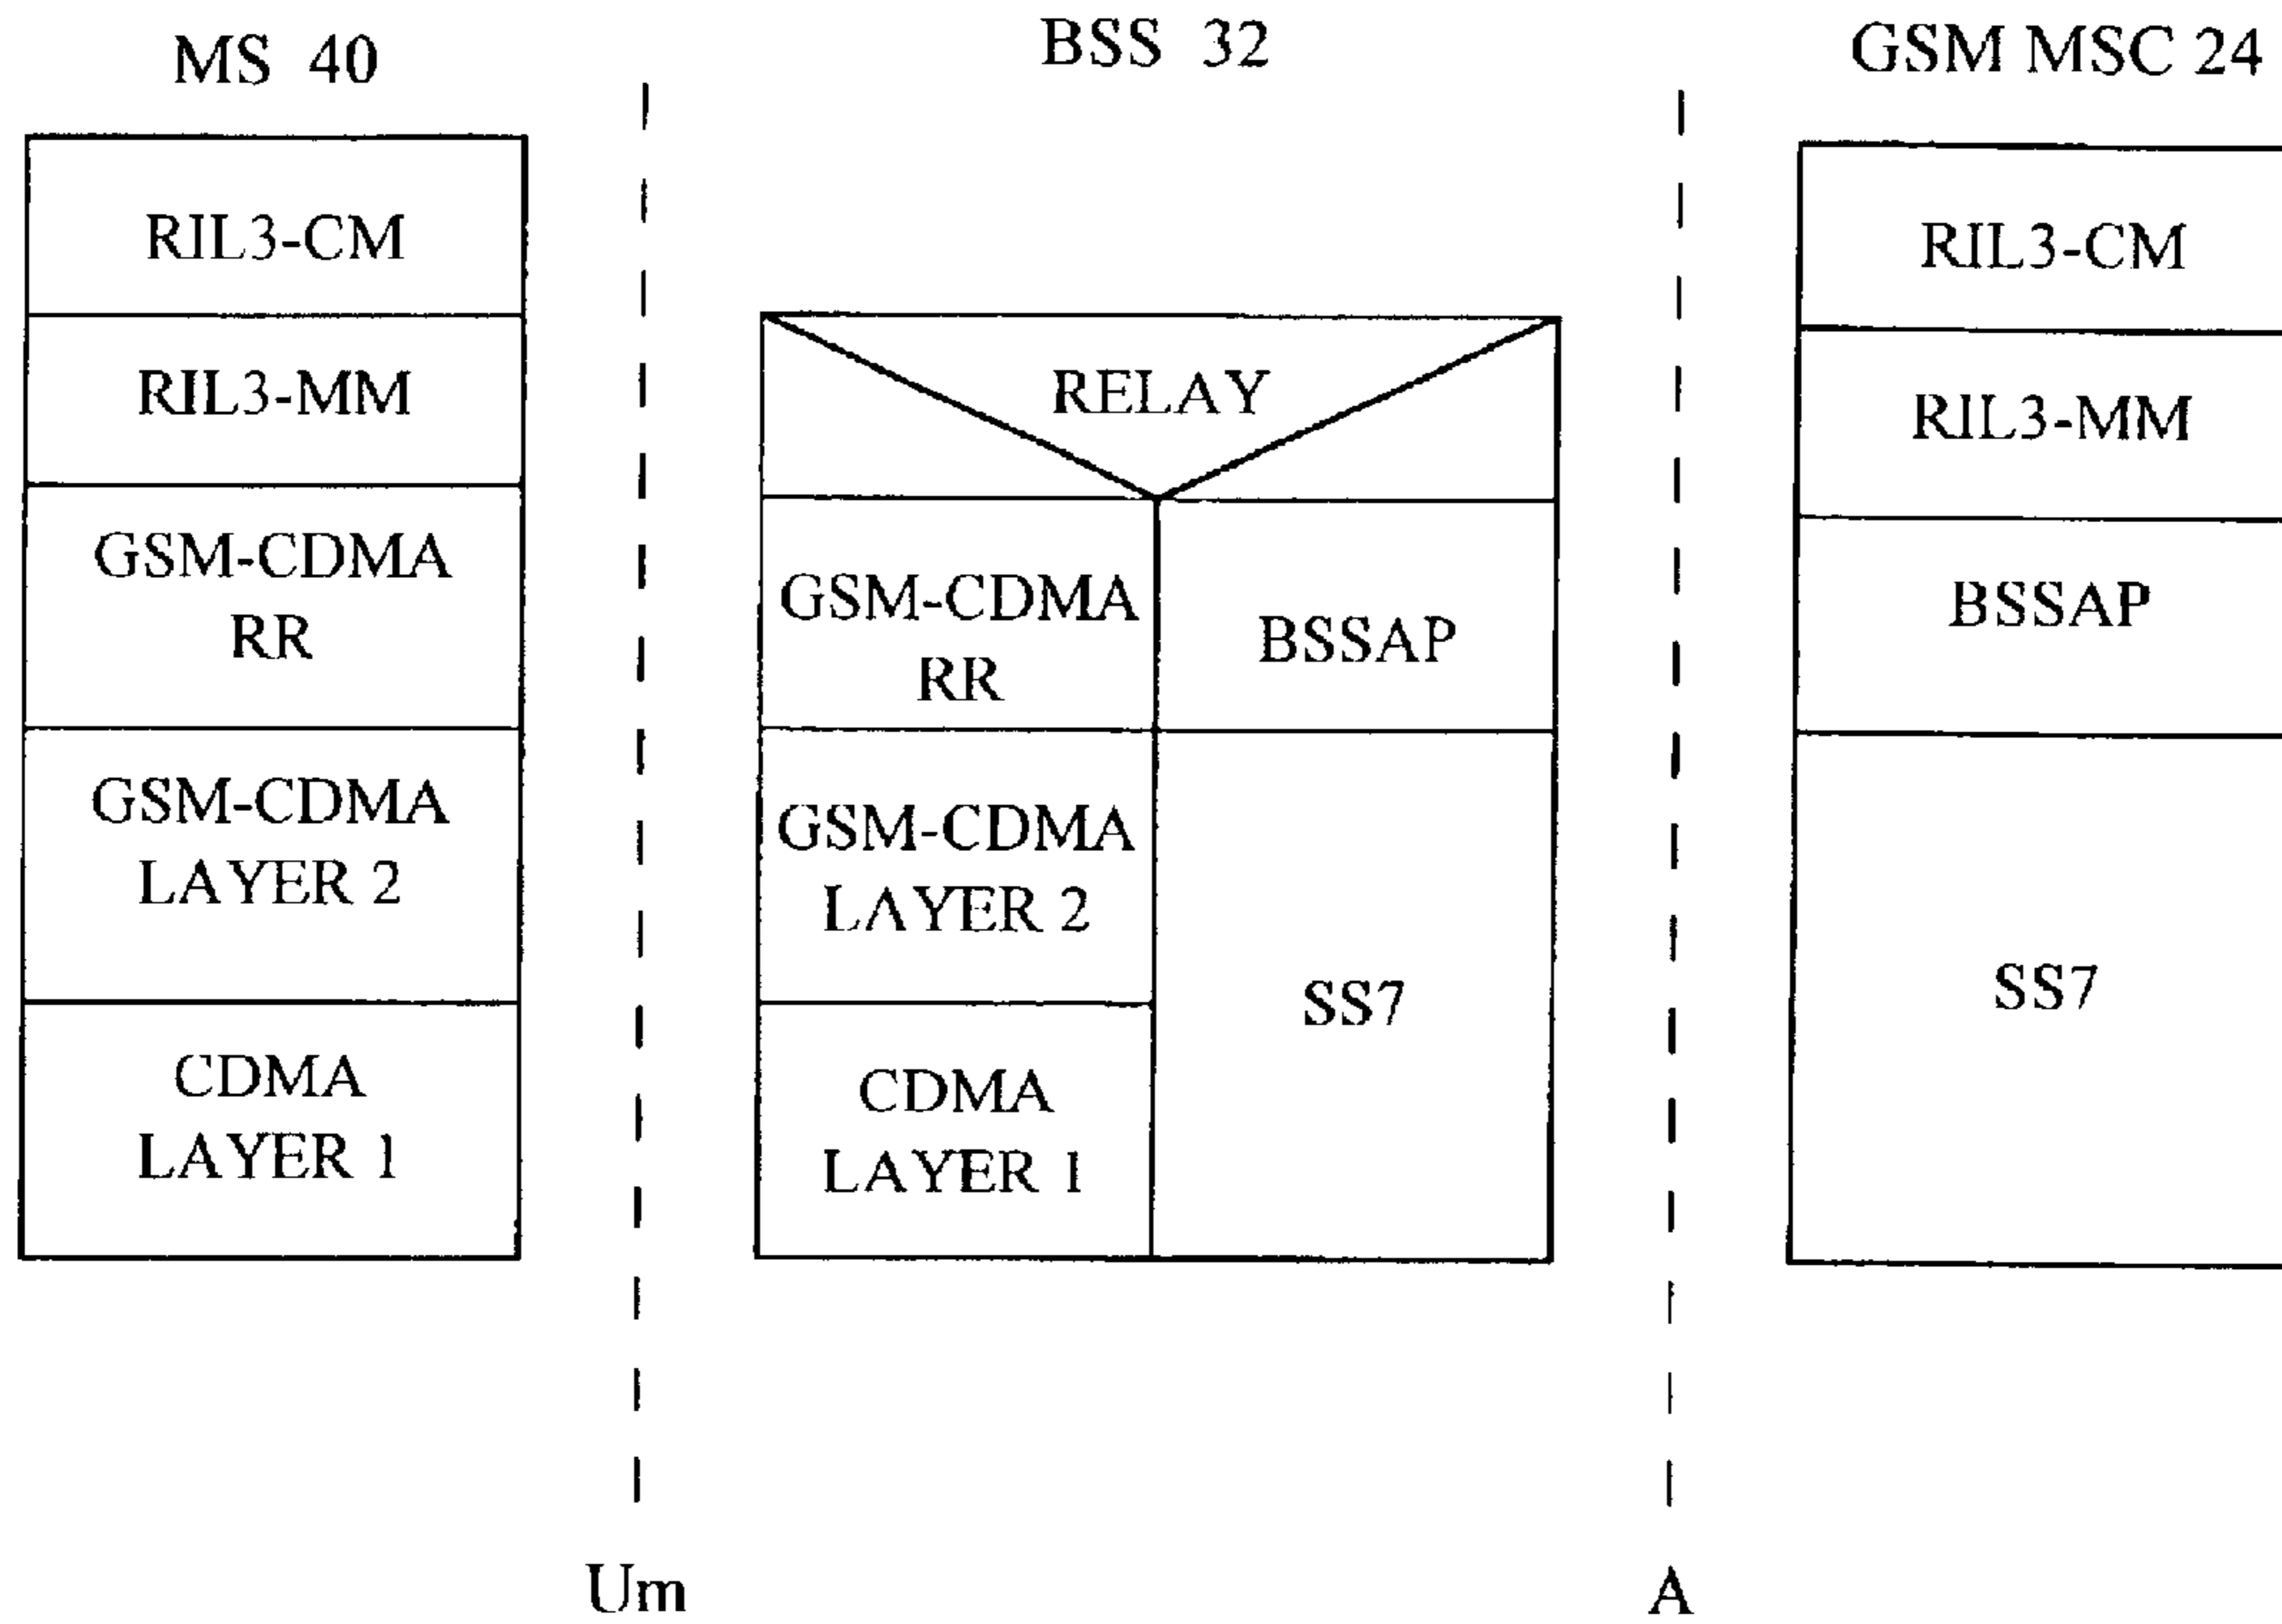 MS 40
RIL3-CM
RIL3-MM
GSM-CDMA
RR
GSM-CDMA
LAYER 2
CDMA
LAYER 1
Um
BSS 32
RELAY
GSM-CDMA
RR
GSM-CDMA
LAYER 2
CDMA
LAYER 1
BSSAP
SS7
A
GSM MSC 24
RIL3-CM
RIL3-MM
BSSAP
SS7